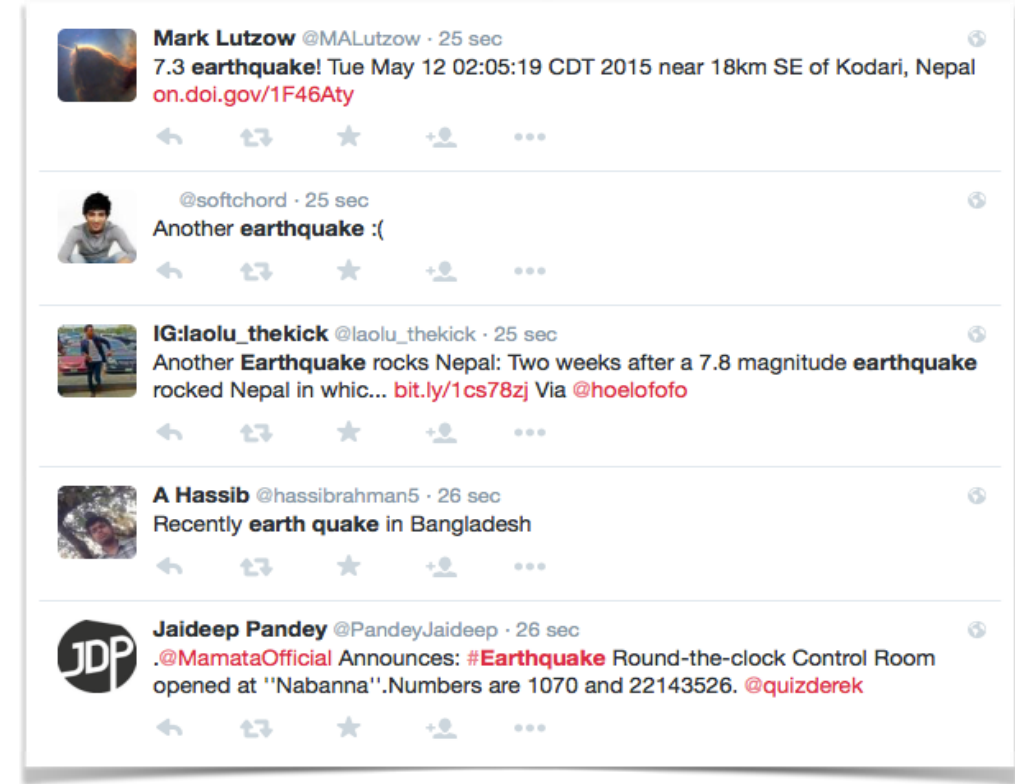 Mark Lutzow @MALutzow · 25 sec
7.3 earthquake! Tue May 12 02:05:19 CDT 2015 near 18km SE of Kodari, Nepal
on.doi.gov/1F46Aty
@softchord · 25 sec
Another earthquake :(
IG:laolu_thekick @laolu_thekick · 25 sec
Another Earthquake rocks Nepal: Two weeks after a 7.8 magnitude earthquake
rocked Nepal in whic... bit.ly/1cs78zj Via @hoelofofo
A Hassib @hassibrahman5 · 26 sec
Recently earth quake in Bangladesh
JDP
Jaideep Pandey @PandeyJaideep · 26 sec
.@MamataOfficial Announces: #Earthquake Round-the-clock Control Room
opened at ''Nabanna''.Numbers are 1070 and 22143526. @quizderek